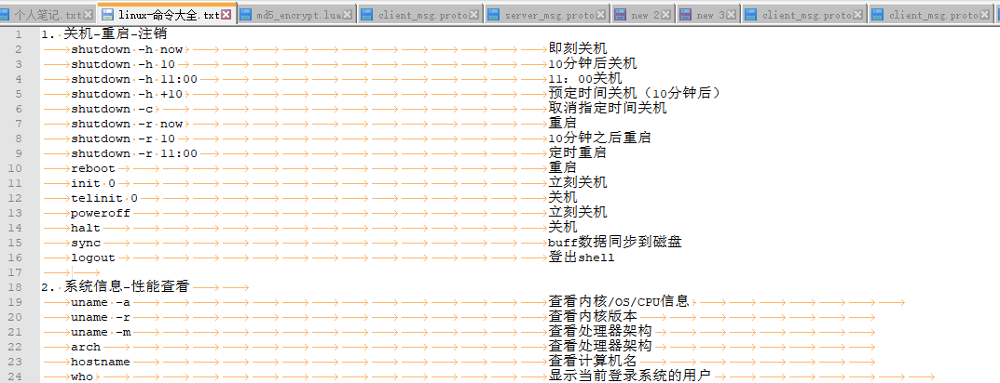 个人笔记.txt linux-命令大全.txt md5_encrypt.lua client_msg.proto server_msg.proto new 2 new 3 client_msg.proto client_msg.proto
1 1. 关机-重启-注销
2 shutdown -h now 即刻关机
3 shutdown -h 10 10分钟后关机
4 shutdown -h 11:00 11：00关机
5 shutdown -h +10 预定时间关机（10分钟后）
6 shutdown -c 取消指定时间关机
7 shutdown -r now 重启
8 shutdown -r 10 10分钟之后重启
9 shutdown -r 11:00 定时重启
10 reboot 重启
11 init 0 立刻关机
12 telinit 0 关机
13 poweroff 立刻关机
14 halt 关机
15 sync buff数据同步到磁盘
16 logout 登出shell
17
18 2. 系统信息-性能查看
19 uname -a 查看内核/OS/CPU信息
20 uname -r 查看内核版本
21 uname -m 查看处理器架构
22 arch 查看处理器架构
23 hostname 查看计算机名
24 who 显示当前登录系统的用户